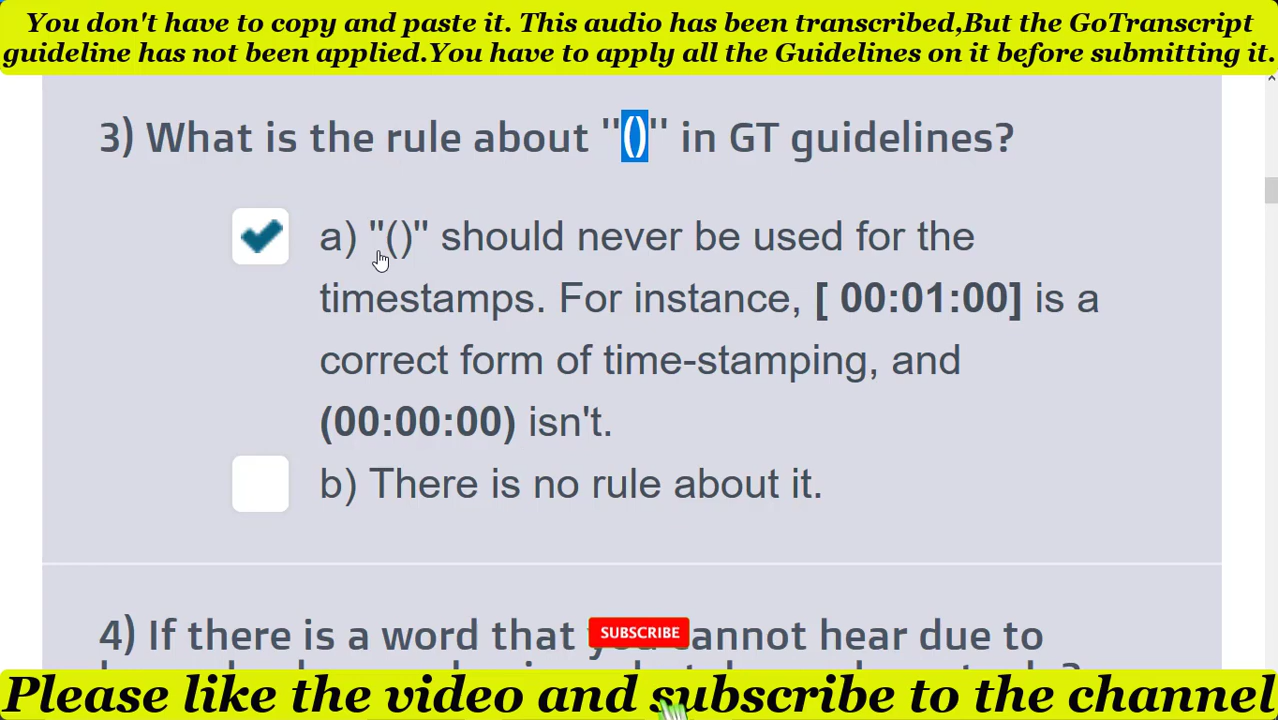 You don't have to copy and paste it. This audio has been transcribed,But the GoTranscript
guideline has not been applied.You have to apply all the Guidelines on it before submitting it.
3) What is the rule about "()" in GT guidelines?
a) "()" should never be used for the
timestamps. For instance, [ 00:01:00] is a
correct form of time-stamping, and
(00:00:00) isn't.
b) There is no rule about it.
4) If there is a word that you cannot hear due to
SUBSCRIBE
Please like the video and subscribe to the channel